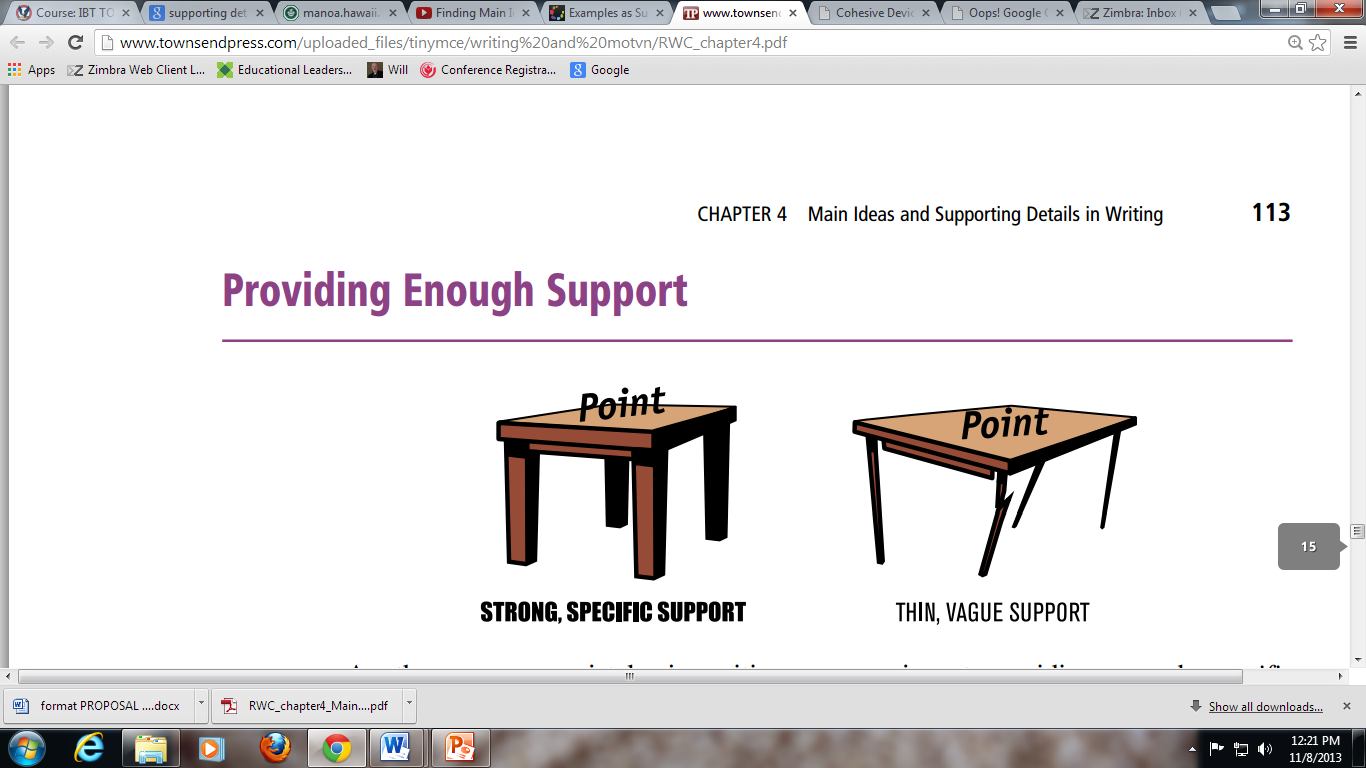 Course: IBT TO
supporting det
manoa.hawaii.
Finding Main I
Examples as Su
www.townsend
Cohesive Devic
Oops! Google C
Zimbra: Inbox
www.townsendpress.com/uploaded_files/tinymce/writing%20and%20motvn/RWC_chapter4.pdf
Apps Zimbra Web Client L... Educational Leaders... Will Conference Registra... Google
CHAPTER 4 Main Ideas and Supporting Details in Writing 113
Providing Enough Support
Point
Point
15
STRONG, SPECIFIC SUPPORT
THIN, VAGUE SUPPORT
format PROPOSAL ....docx
RWC_chapter4_Main....pdf
Show all downloads...
12:21 PM
11/8/2013